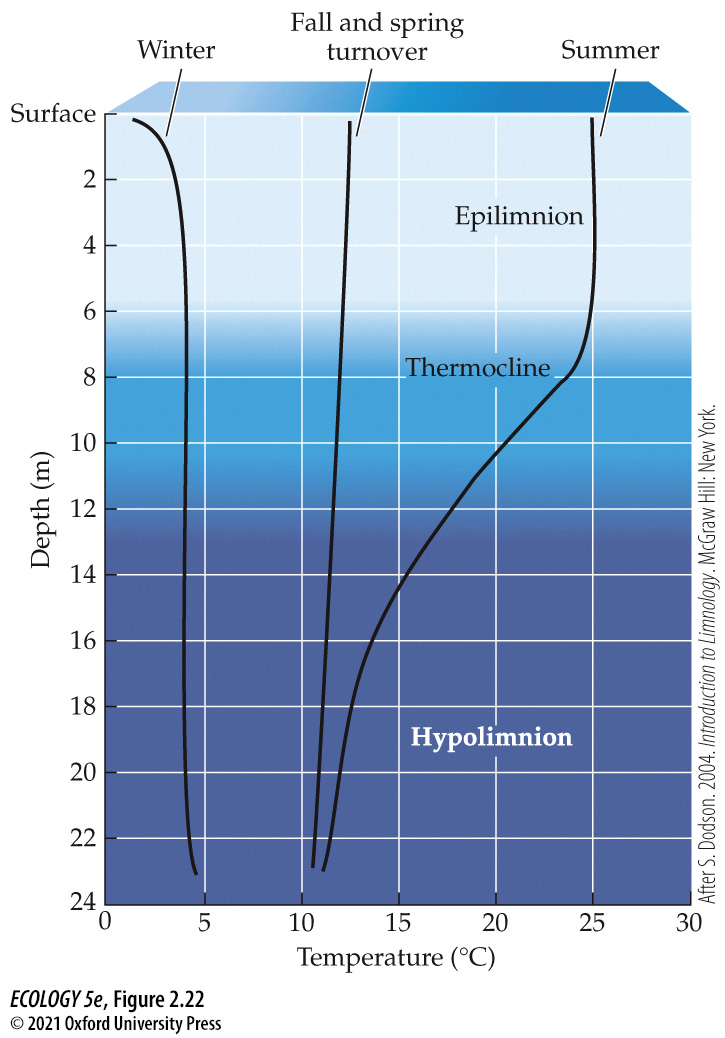 Fall and spring
turnover
Winter
Summer
Surface
2
4
6
8
10
12
14
16
18
20
22
24
Depth (m)
Epilimnion
Thermocline
Hypolimnion
0
5
10
15
20
25
30
Temperature (°C)
After S. Dodson. 2004. Introduction to Limnology. McGraw Hill: New York.
ECOLOGY 5e, Figure 2.22
© 2021 Oxford University Press